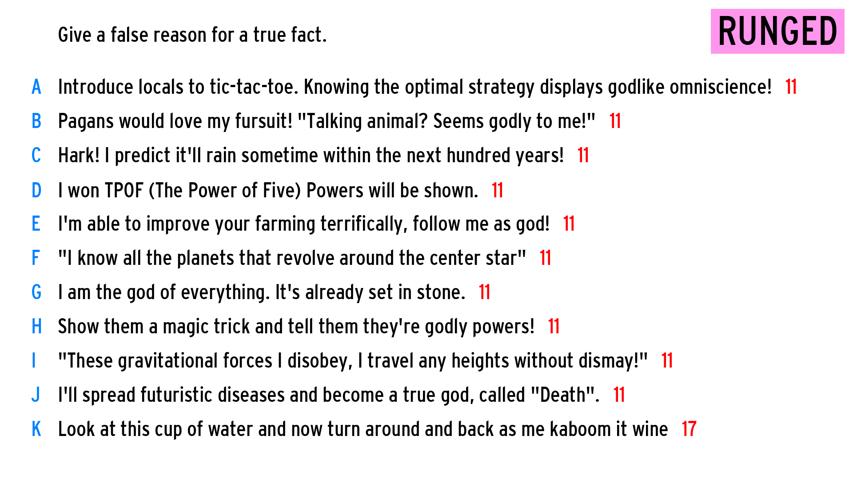 Give a false reason for a true fact.
RUNGED
A Introduce locals to tic-tac-toe. Knowing the optimal strategy displays godlike omniscience! 11
B Pagans would love my fursuit! "Talking animal? Seems godly to me!" 11
C Hark! I predict it'll rain sometime within the next hundred years! 11
D I won TPOF (The Power of Five) Powers will be shown. 11
E I'm able to improve your farming terrifically, follow me as god! 11
F "I know all the planets that revolve around the center star" 11
G I am the god of everything. It's already set in stone. 11
H Show them a magic trick and tell them they're godly powers! 11
I "These gravitational forces I disobey, I travel any heights without dismay!" 11
J I'll spread futuristic diseases and become a true god, called "Death". 11
K Look at this cup of water and now turn around and back as me kaboom it wine 17